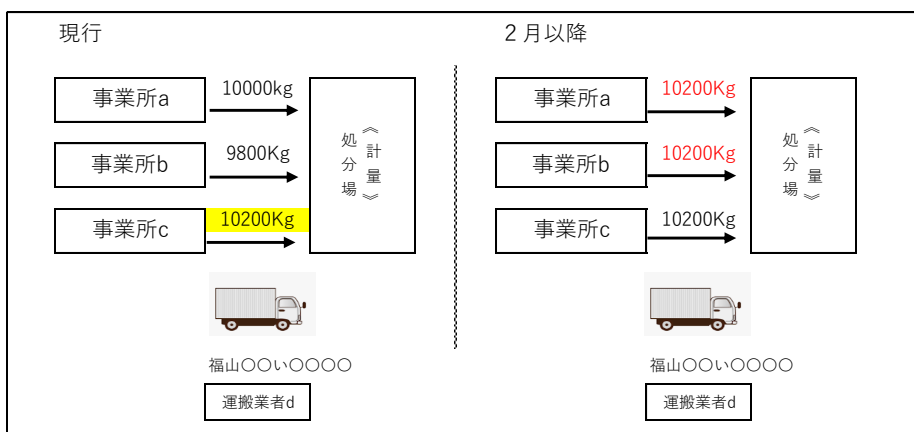 現行
事業所a
10000kg
事業所b
9800Kg
事業所c
10200Kg
処分場
《計量》
福山〇〇い〇〇〇〇
運搬業者d
2月以降
事業所a
10200Kg
事業所b
10200Kg
事業所c
10200Kg
処分場
《計量》
福山〇〇い〇〇〇〇
運搬業者d